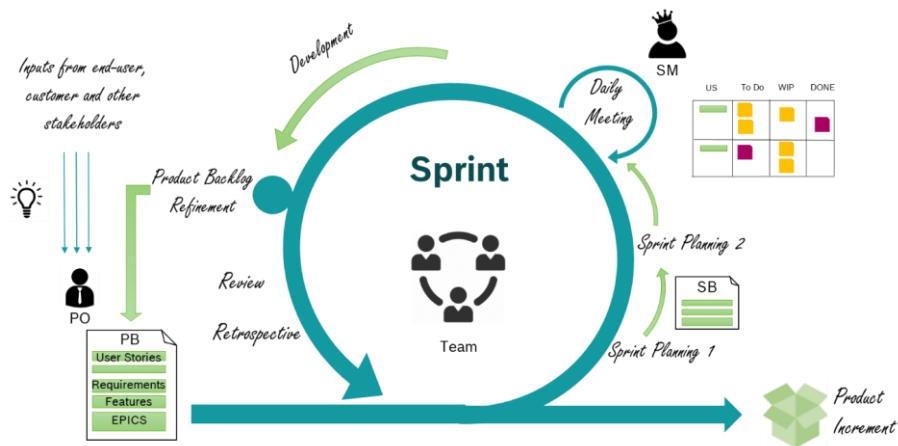 Inputs from end-user,
customer and other
stakeholders
PO
PB
User Stories
Requirements
Features
EPICS
Product Backlog
Refinement
Development
Sprint
Team
Review
Retrospective
Daily
Meeting
SM
US To Do WIP DONE
Sprint Planning 2
SB
Sprint Planning 1
Product
Increment